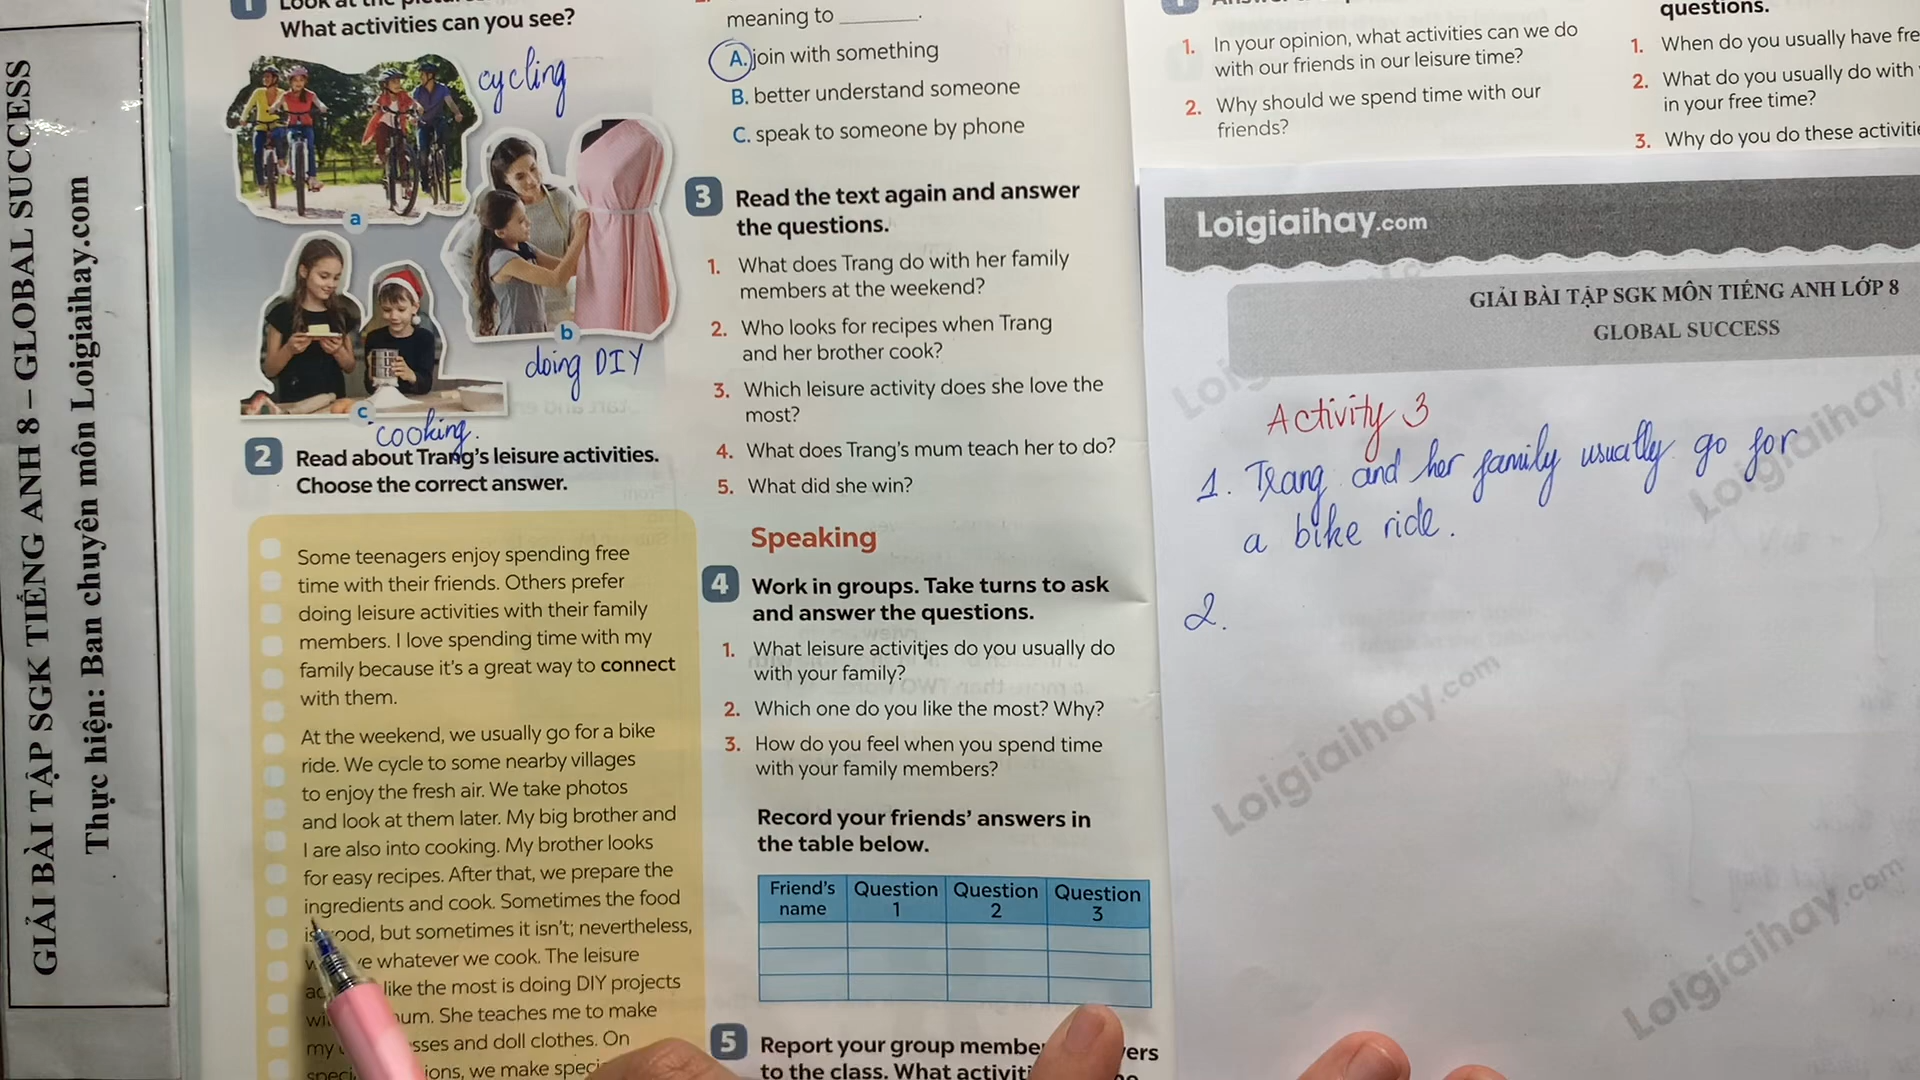 GIẢI BÀI TẬP SGK TIẾNG ANH 8 – GLOBAL SUCCESS
Thực hiện: Ban chuyên môn Loigiaihay.com
1 Look at the
What activities can you see?
cycling
a
b
doing DIY
c
cooking.
2 Read about Trang's leisure activities.
Choose the correct answer.
Some teenagers enjoy spending free
time with their friends. Others prefer
doing leisure activities with their family
members. I love spending time with my
family because it's a great way to connect
with them.
At the weekend, we usually go for a bike
ride. We cycle to some nearby villages
to enjoy the fresh air. We take photos
and look at them later. My big brother and
I are also into cooking. My brother looks
for easy recipes. After that, we prepare the
ingredients and cook. Sometimes the food
but sometimes it isn't; nevertheless,
whatever we cook. The leisure
like the most is doing DIY projects
mum. She teaches me to make
my and doll clothes. On
we make
meaning to ______.
A. join with something
B. better understand someone
C. speak to someone by phone
3 Read the text again and answer
the questions.
1. What does Trang do with her family
members at the weekend?
2. Who looks for recipes when Trang
and her brother cook?
3. Which leisure activity does she love the
most?
4. What does Trang's mum teach her to do?
5. What did she win?
Speaking
4 Work in groups. Take turns to ask
and answer the questions.
1. What leisure activities do you usually do
with your family?
2. Which one do you like the most? Why?
3. How do you feel when you spend time
with your family members?
Record your friends' answers in
the table below.
Friend's name Question 1 Question 2 Question 3
5 Report your group
to the class. What
1. In your opinion, what activities can we do
with our friends in our leisure time?
2. Why should we spend time with our
friends?
questions.
1. When do you usually have
2. What do you usually do with
in your free time?
3. Why do you do these
Loigiaihay.com
GIẢI BÀI TẬP SGK MÔN TIẾNG ANH LỚP 8
GLOBAL SUCCESS
Activity 3
1. Trang and her family usually go for
a bike ride.
2.
Loigiaihay.com
Loigiaihay.com